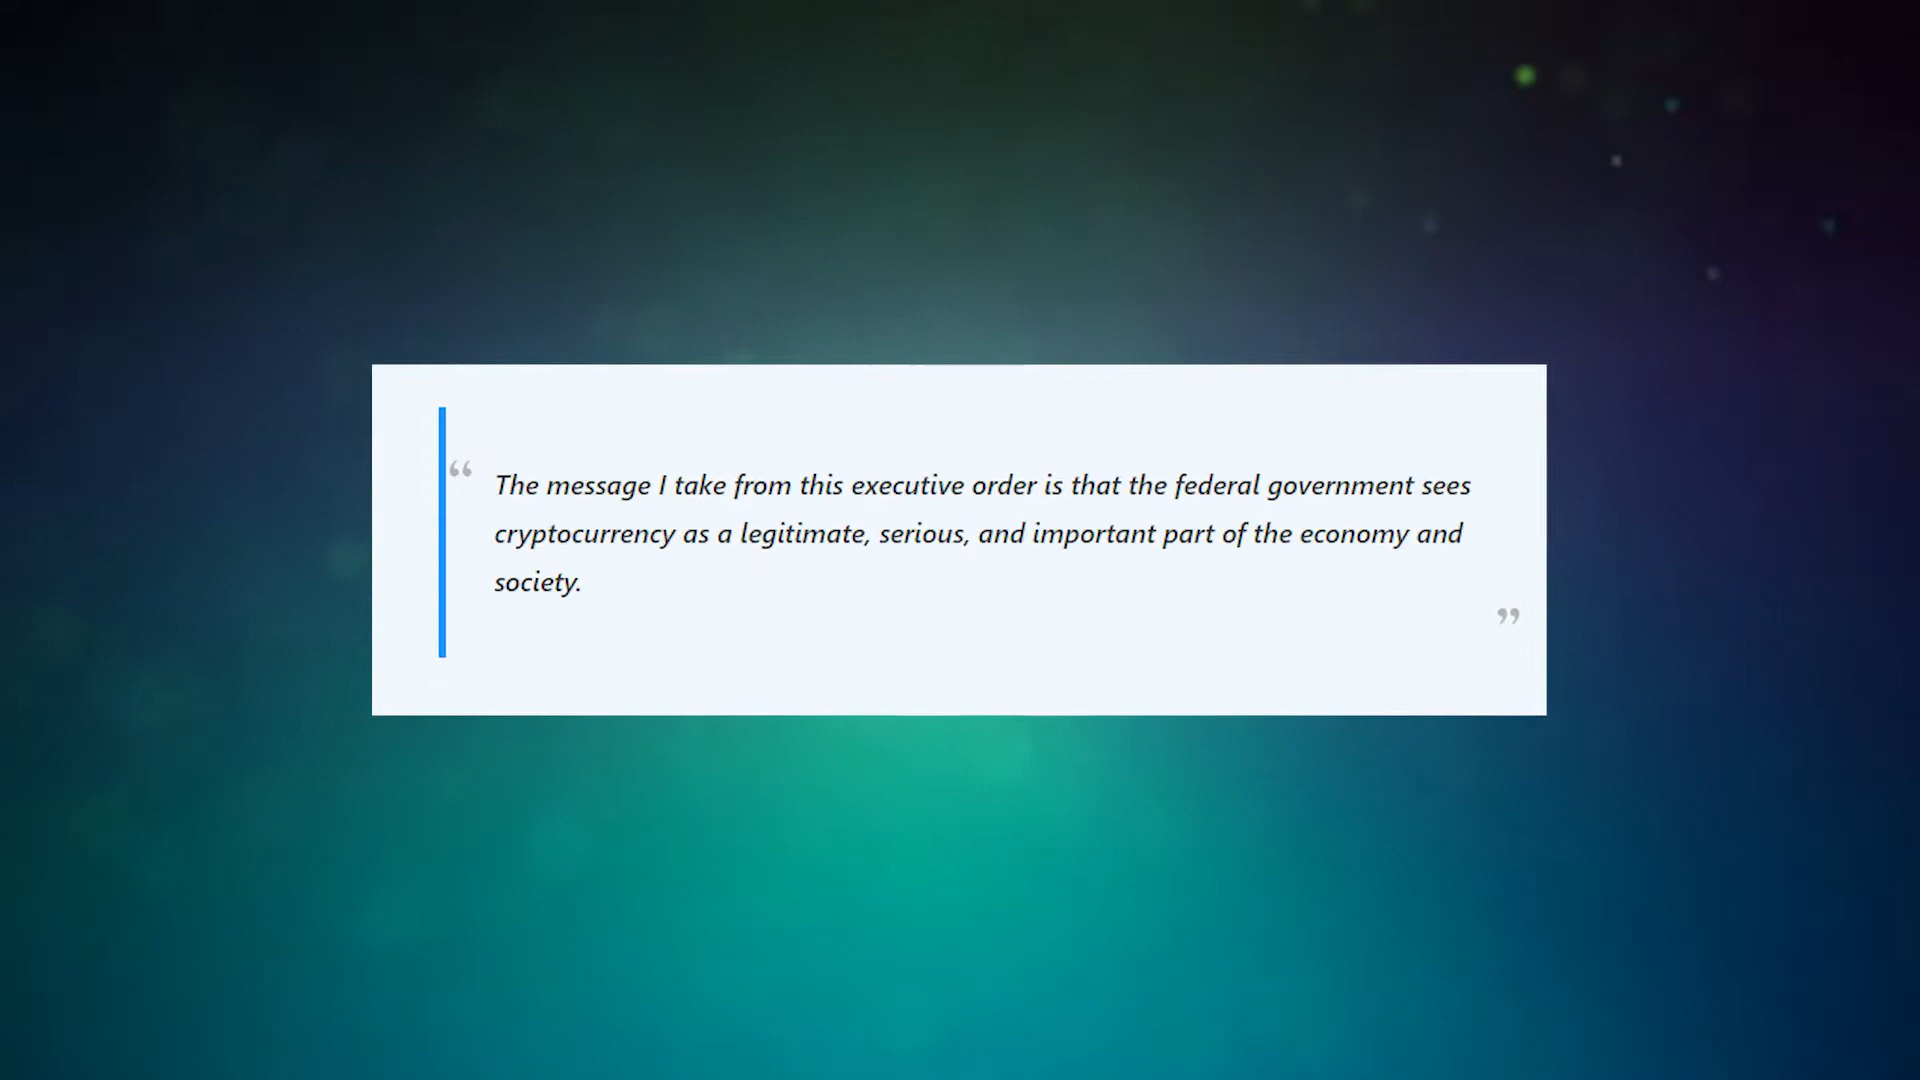 “ The message I take from this executive order is that the federal government sees
cryptocurrency as a legitimate, serious, and important part of the economy and
society.
”